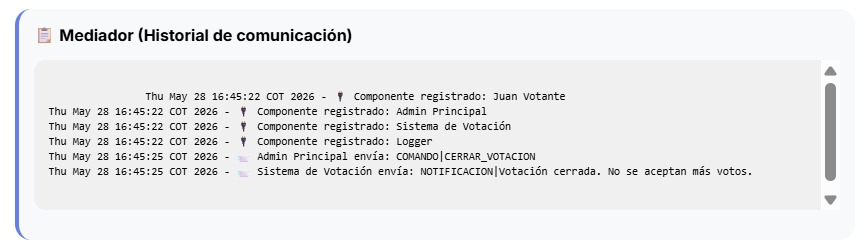 📋 Mediador (Historial de comunicación)
Thu May 28 16:45:22 COT 2026 - 📍 Componente registrado: Juan Votante
Thu May 28 16:45:22 COT 2026 - 📍 Componente registrado: Admin Principal
Thu May 28 16:45:22 COT 2026 - 📍 Componente registrado: Sistema de Votación
Thu May 28 16:45:22 COT 2026 - 📍 Componente registrado: Logger
Thu May 28 16:45:25 COT 2026 - 📨 Admin Principal envía: COMANDO|CERRAR_VOTACION
Thu May 28 16:45:25 COT 2026 - 📨 Sistema de Votación envía: NOTIFICACION|Votación cerrada. No se aceptan más votos.